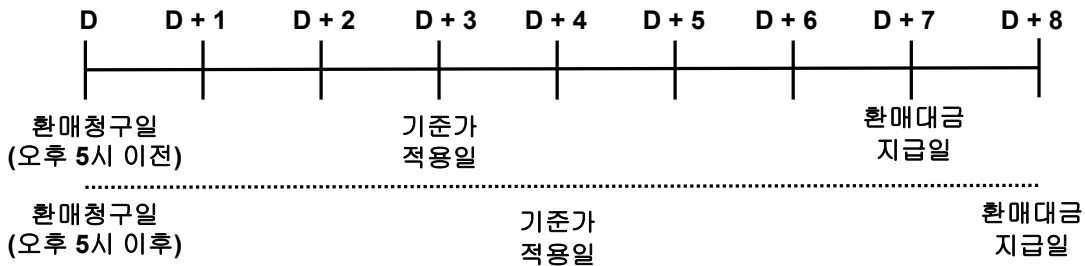 D D + 1 D + 2 D + 3 D + 4 D + 5 D + 6 D + 7 D + 8
환매청구일
(오후 5시 이전)
기준가
적용일
환매대금
지급일
환매청구일
(오후 5시 이후)
기준가
적용일
환매대금
지급일